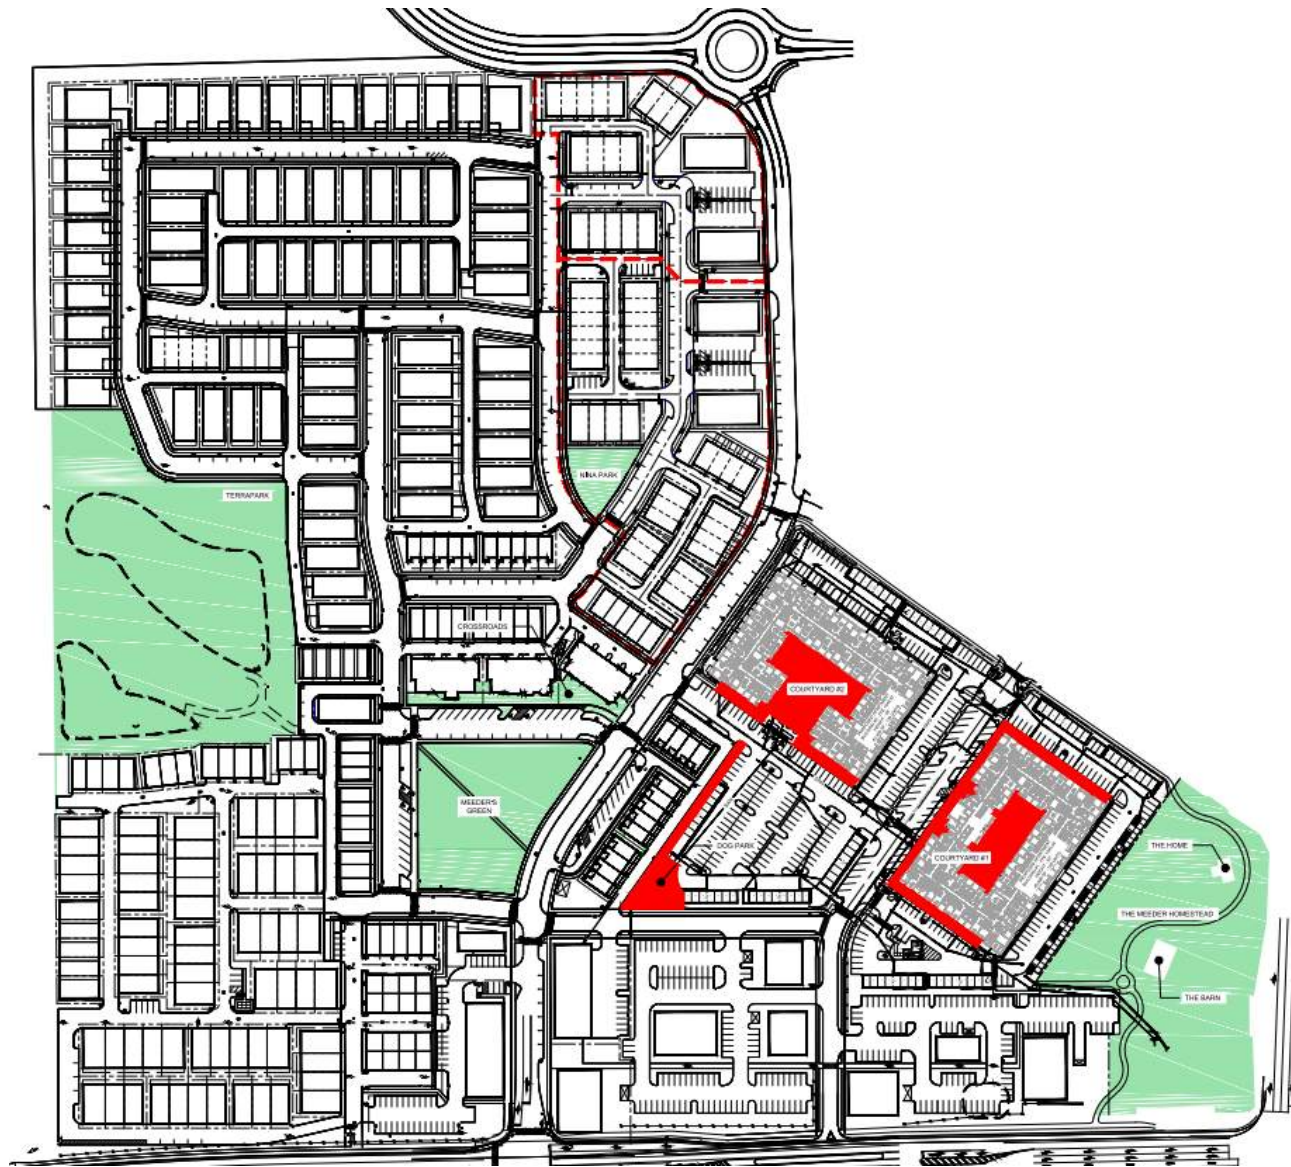 NINA PARK
TERRAPARK
CROSSROADS
COURTYARD #2
MEEDER'S
GREEN
DOG PARK
THE HOME
COURTYARD #1
THE MEEDER HOMESTEAD
THE BARN